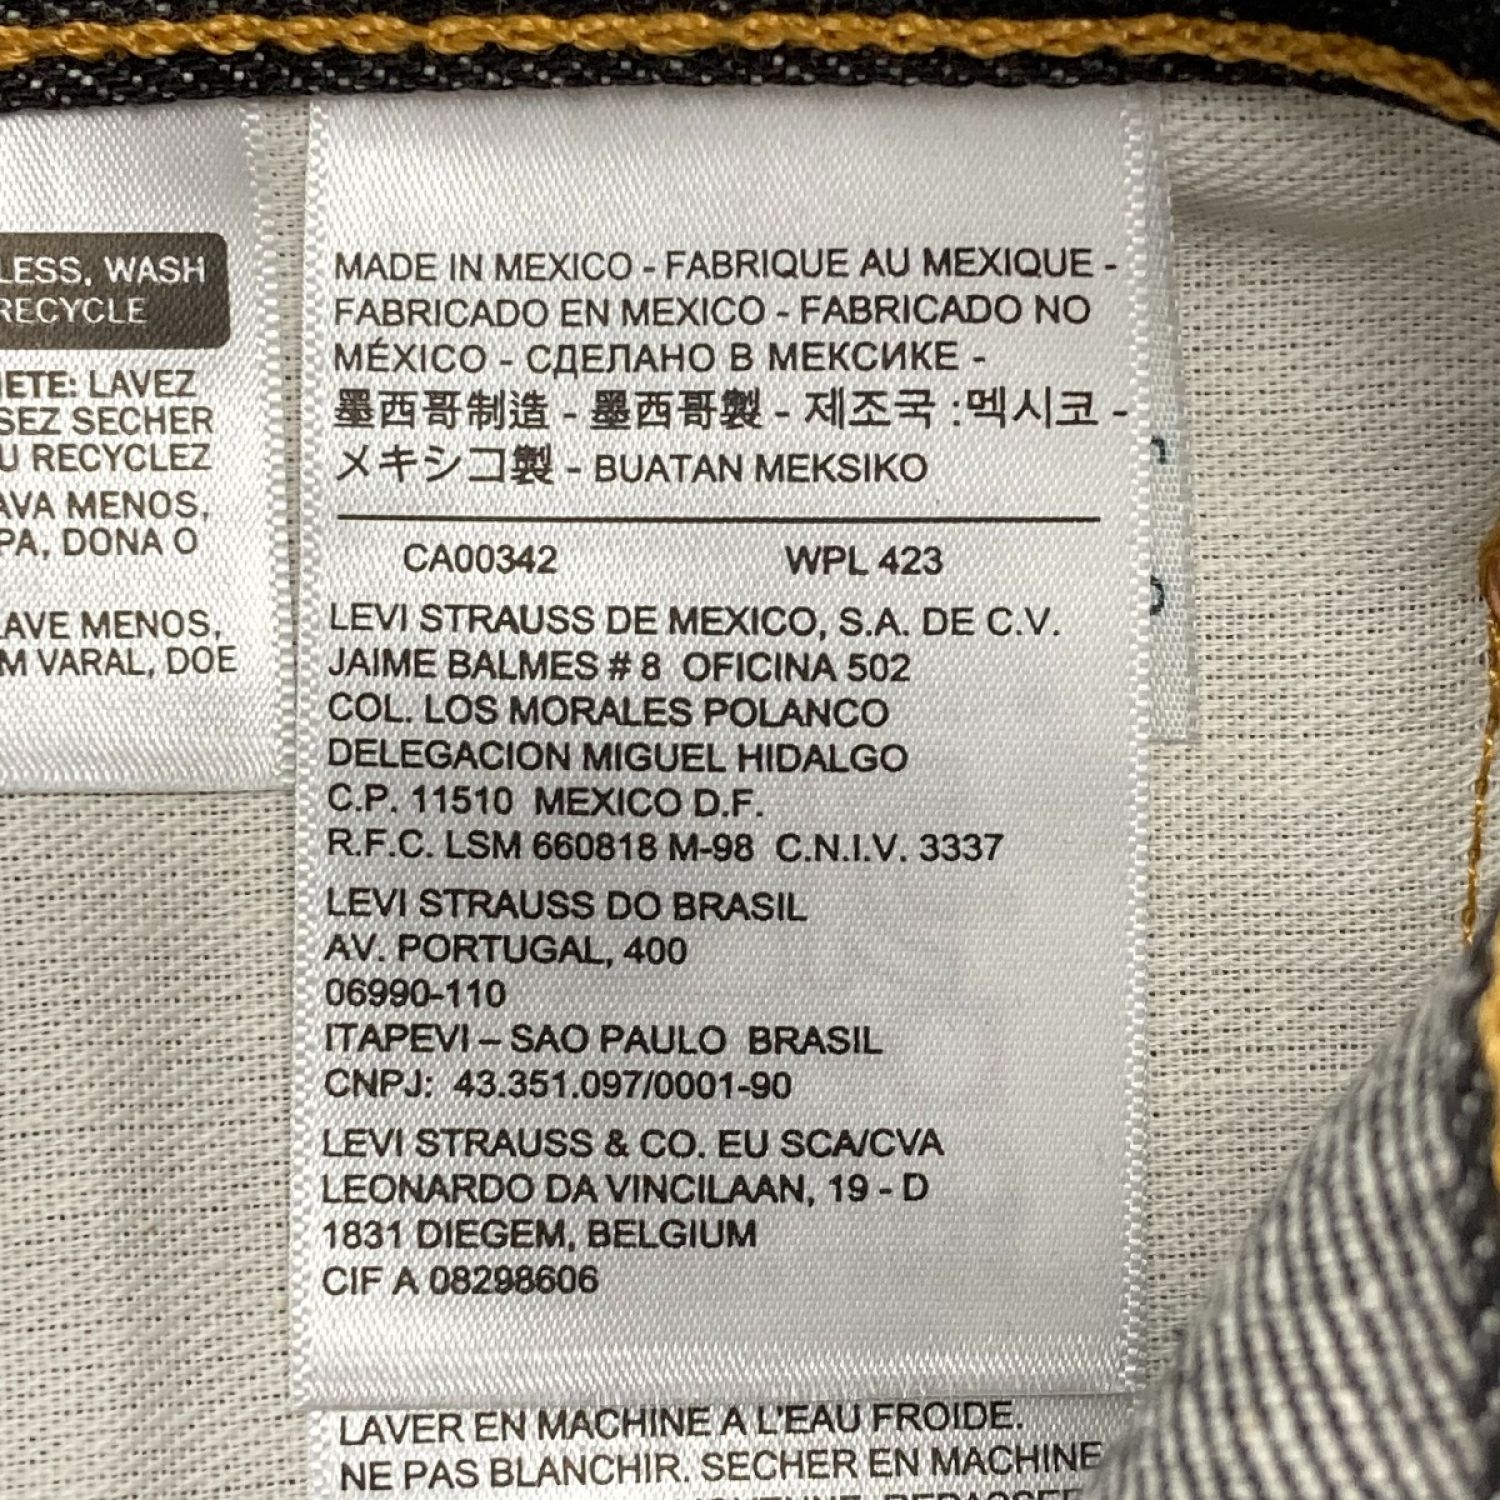 LESS, WASH
RECYCLE
LAVEZ
SEZ SECHER
U RECYCLEZ
AVA MENOS,
PA, DONA O
AVE MENOS,
M VARAL, DOE
MADE IN MEXICO - FABRIQUE AU MEXIQUE -
FABRICADO EN MEXICO - FABRICADO NO
MÉXICO - СДЕЛАНО В МЕКСИКЕ -
墨西哥制造 - 墨西哥製 - 제조국 :멕시코 -
メキシコ製 - BUATAN MEKSIKO
CA00342 WPL 423
LEVI STRAUSS DE MEXICO, S.A. DE C.V.
JAIME BALMES # 8 OFICINA 502
COL. LOS MORALES POLANCO
DELEGACION MIGUEL HIDALGO
C.P. 11510 MEXICO D.F.
R.F.C. LSM 660818 M-98 C.N.I.V. 3337
LEVI STRAUSS DO BRASIL
AV. PORTUGAL, 400
06990-110
ITAPEVI – SAO PAULO BRASIL
CNPJ: 43.351.097/0001-90
LEVI STRAUSS & CO. EU SCA/CVA
LEONARDO DA VINCILAAN, 19 - D
1831 DIEGEM, BELGIUM
CIF A 08298606
LAVER EN MACHINE A L'EAU FROIDE.
NE PAS BLANCHIR. SECHER EN MACHINE